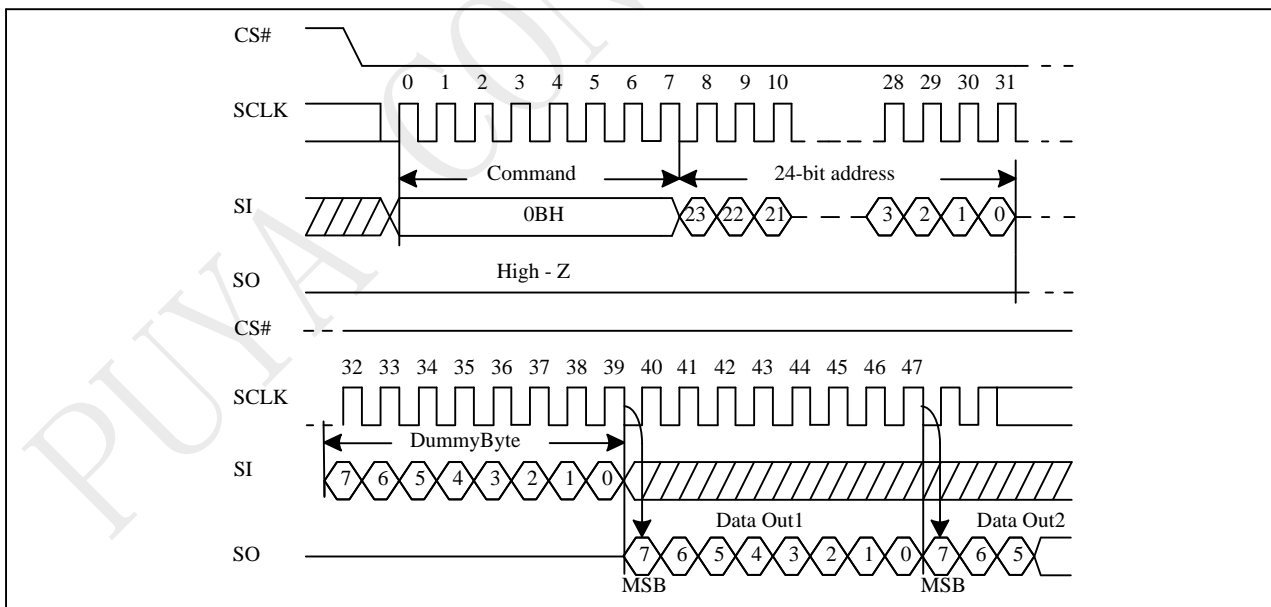 PUYA CON
CS#
0 1 2 3 4 5 6 7 8 9 10 28 29 30 31
SCLK
Command 24-bit address
SI 0BH 23 22 21 3 2 1 0
High - Z
SO
CS#
32 33 34 35 36 37 38 39 40 41 42 43 44 45 46 47
SCLK
DummyByte
SI 7 6 5 4 3 2 1 0
Data Out1 Data Out2
SO 7 6 5 4 3 2 1 0 7 6 5
MSB MSB